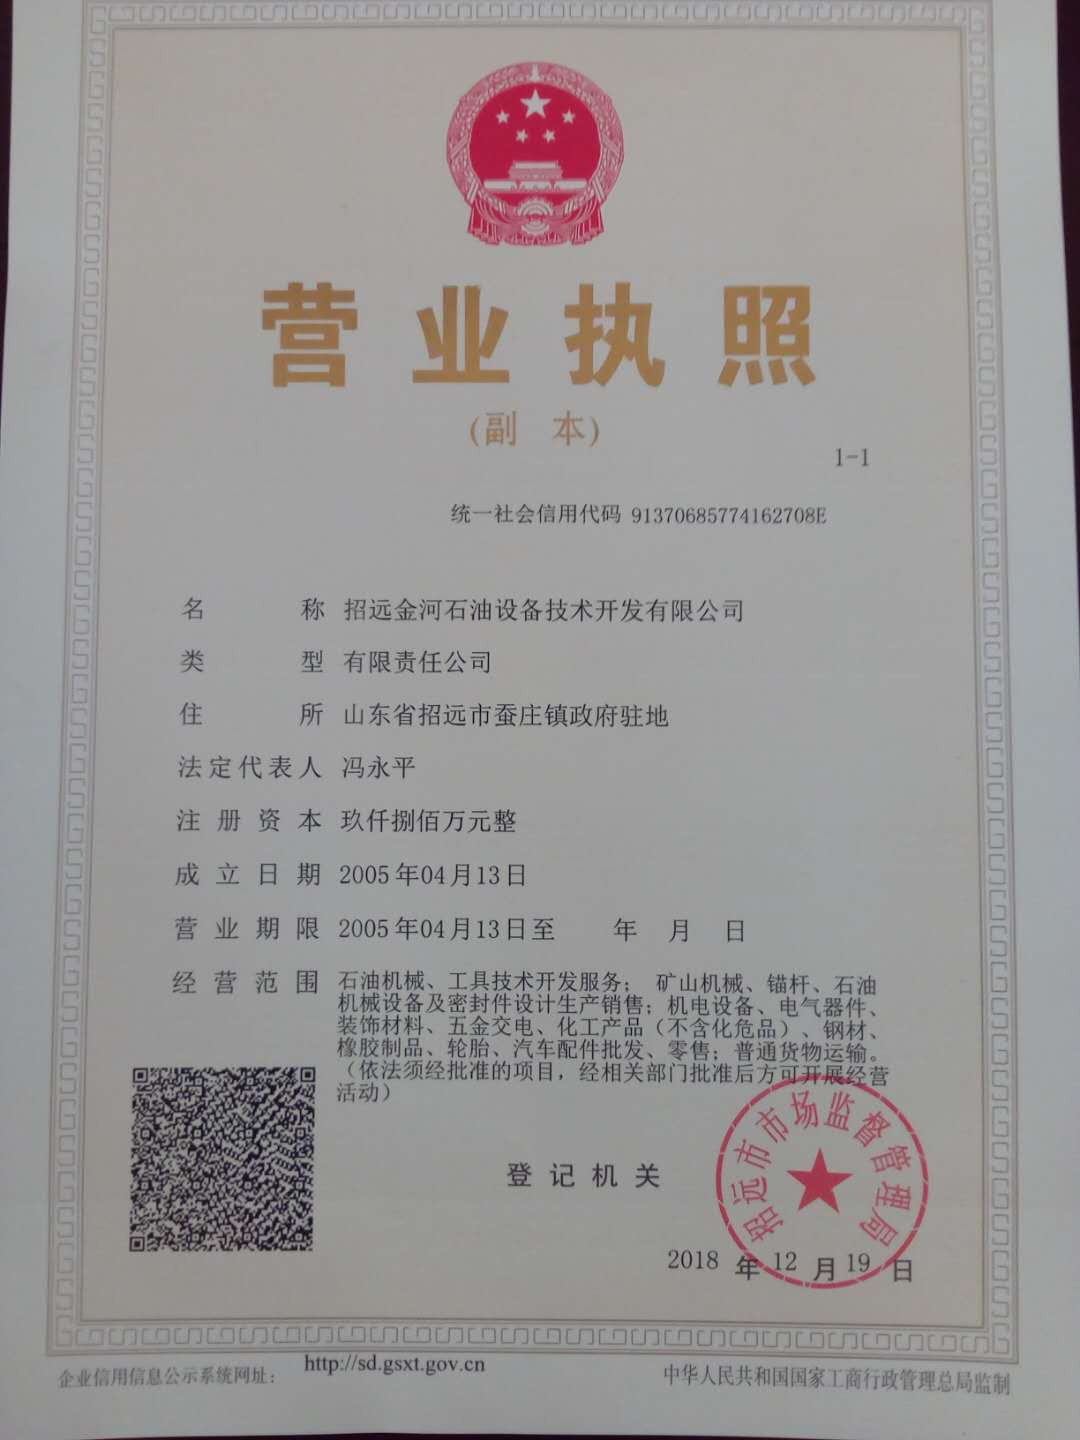 营业执照
(副 本)
1-1
统一社会信用代码 91370685774162708E
名 称 招远金河石油设备技术开发有限公司
类 型 有限责任公司
住 所 山东省招远市蚕庄镇政府驻地
法定代表人 冯永平
注册资本 玖仟捌佰万元整
成立日期 2005年04月13日
营业期限 2005年04月13日至 年 月 日
经营范围 石油机械、工具技术开发服务; 矿山机械、锚杆、石油
机械设备及密封件设计生产销售;机电设备、电气器件、
装饰材料、五金交电、化工产品(不含化危品)、钢材、
橡胶制品、轮胎、汽车配件批发、零售;普通货物运输。
(依法须经批准的项目,经相关部门批准后方可开展经营
活动)
登记机关
招远市市场监督管理局
2018 年 12 月 19 日
企业信用信息公示系统网址: http://sd.gsxt.gov.cn
中华人民共和国国家工商行政管理总局监制